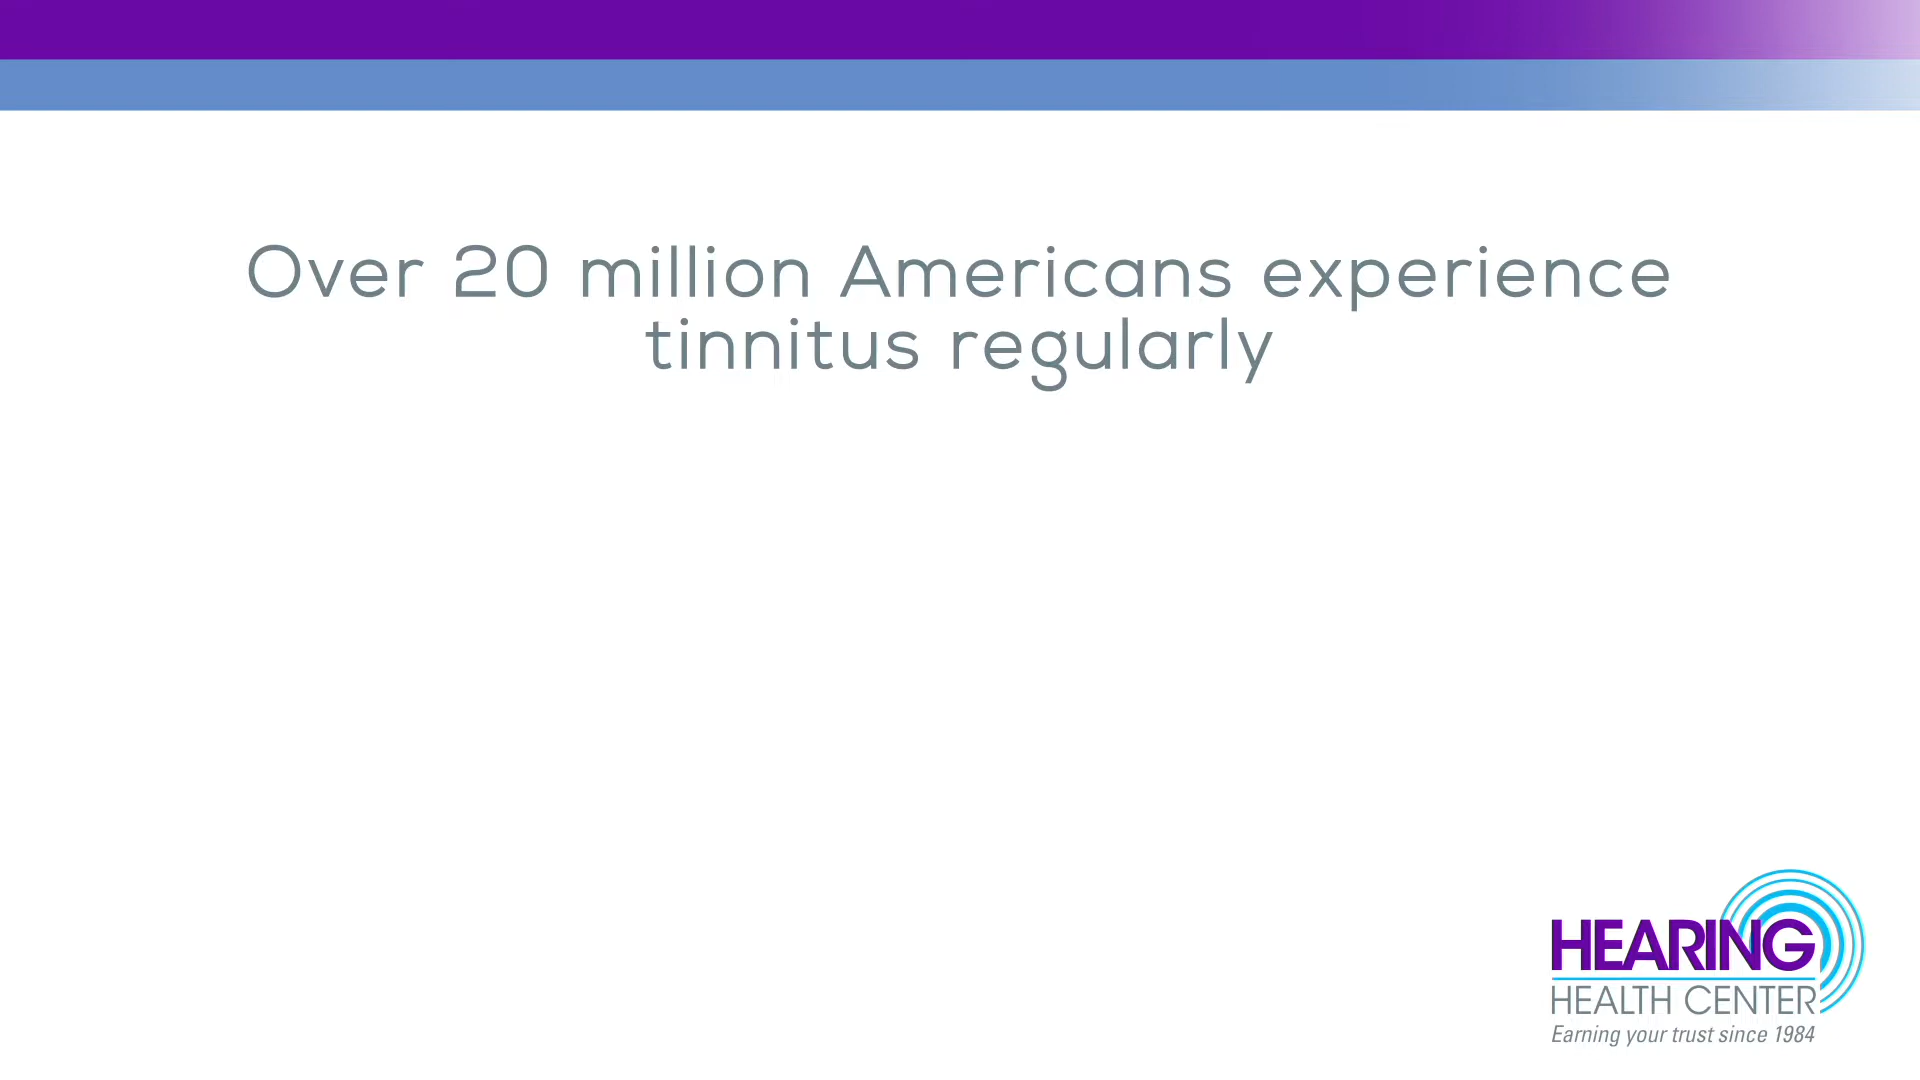 Over 20 million Americans experience
tinnitus regularly
HEARING
HEALTH CENTER
Earning your trust since 1984